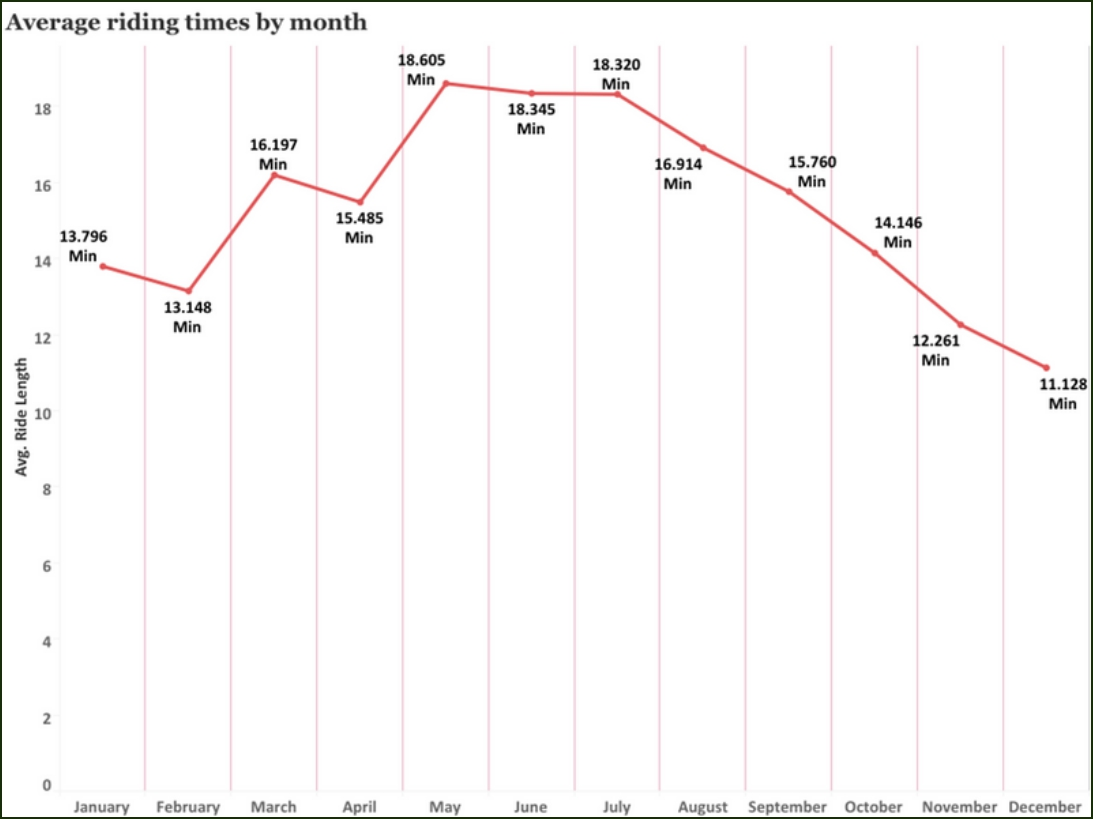 Average riding times by month
18.605
Min
18.320
Min
18.345
Min
16.197
Min
16.914
Min
15.760
Min
15.485
Min
14.146
Min
13.796
Min
13.148
Min
12.261
Min
11.128
Min
Avg. Ride Length
18
16
14
12
10
8
6
4
2
0
January February March April May June July August September October November December